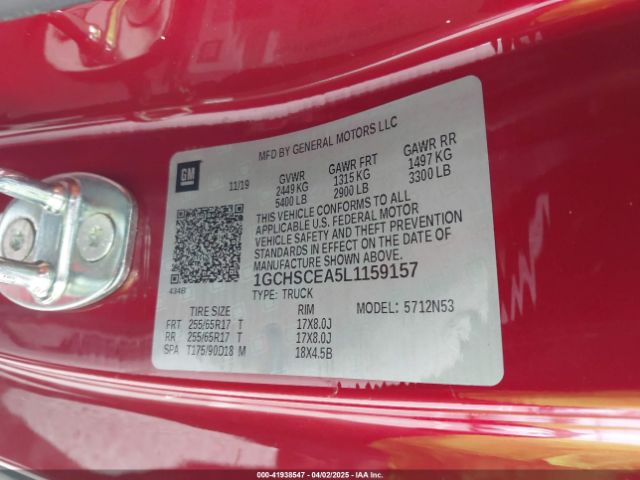 MFD BY GENERAL MOTORS LLC
GM
11/19
GVWR GAWR FRT GAWR RR
2449 KG 1315 KG 1497 KG
5400 LB 2900 LB 3300 LB
THIS VEHICLE CONFORMS TO ALL
APPLICABLE U.S. FEDERAL MOTOR
VEHICLE SAFETY AND THEFT PREVENTION
STANDARDS IN EFFECT ON THE DATE OF
MANUFACTURE SHOWN ABOVE.
434B
1GCHSCEA5L1159157
TYPE: TRUCK MODEL: 5712N53
TIRE SIZE RIM
FRT 255/65R17 T 17X8.0J
RR 255/65R17 T 17X8.0J
SPA T175/90D18 M 18X4.5B
000-41938547 - 04/02/2025 - IAA Inc.